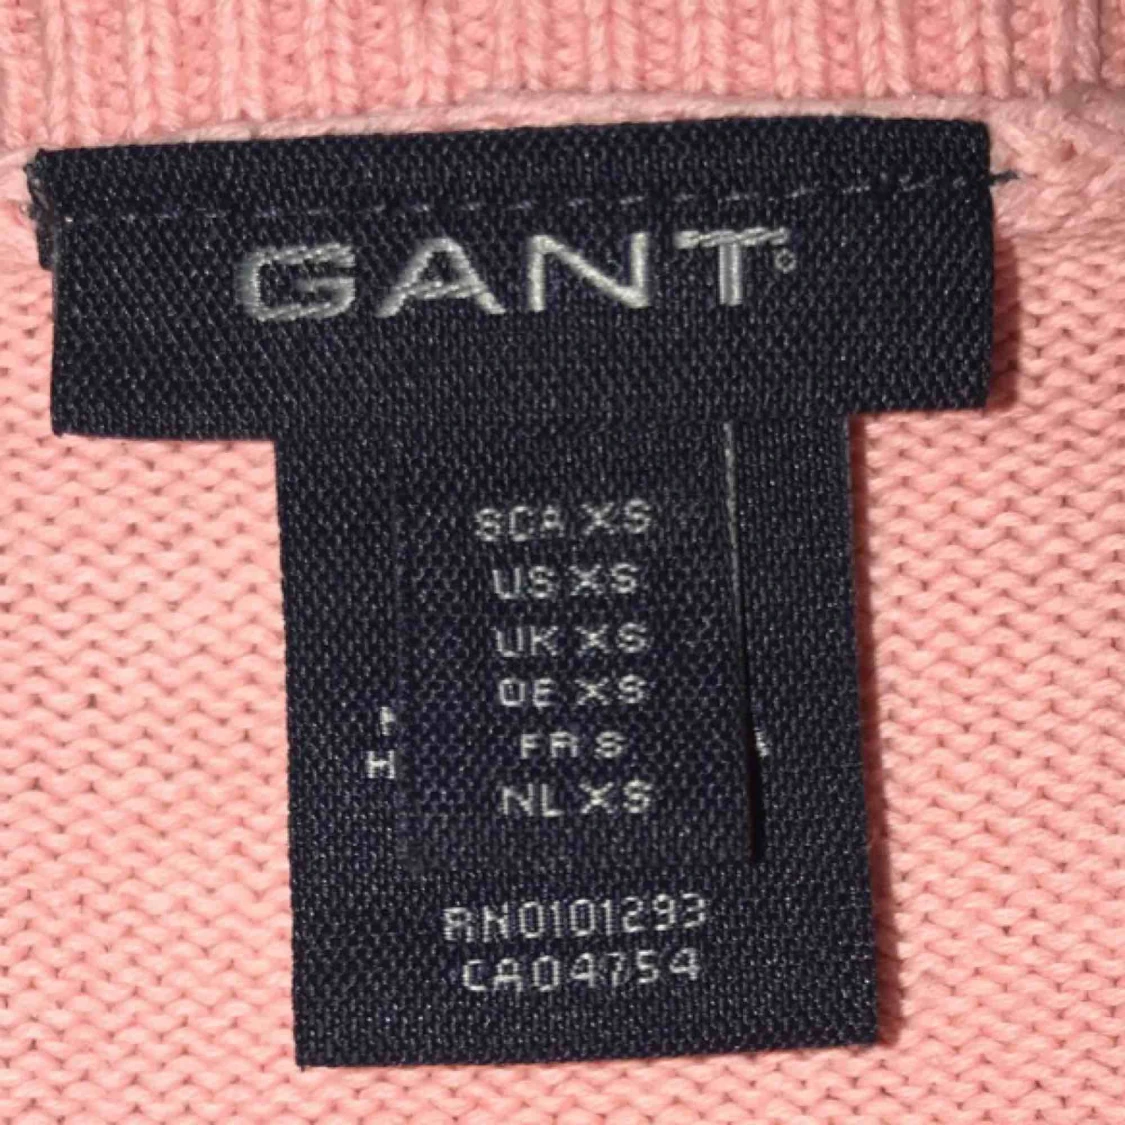 GANT
SCA XS
US XS
UK XS
DE XS
FR S
NL XS
H
RN0101293
CA04754